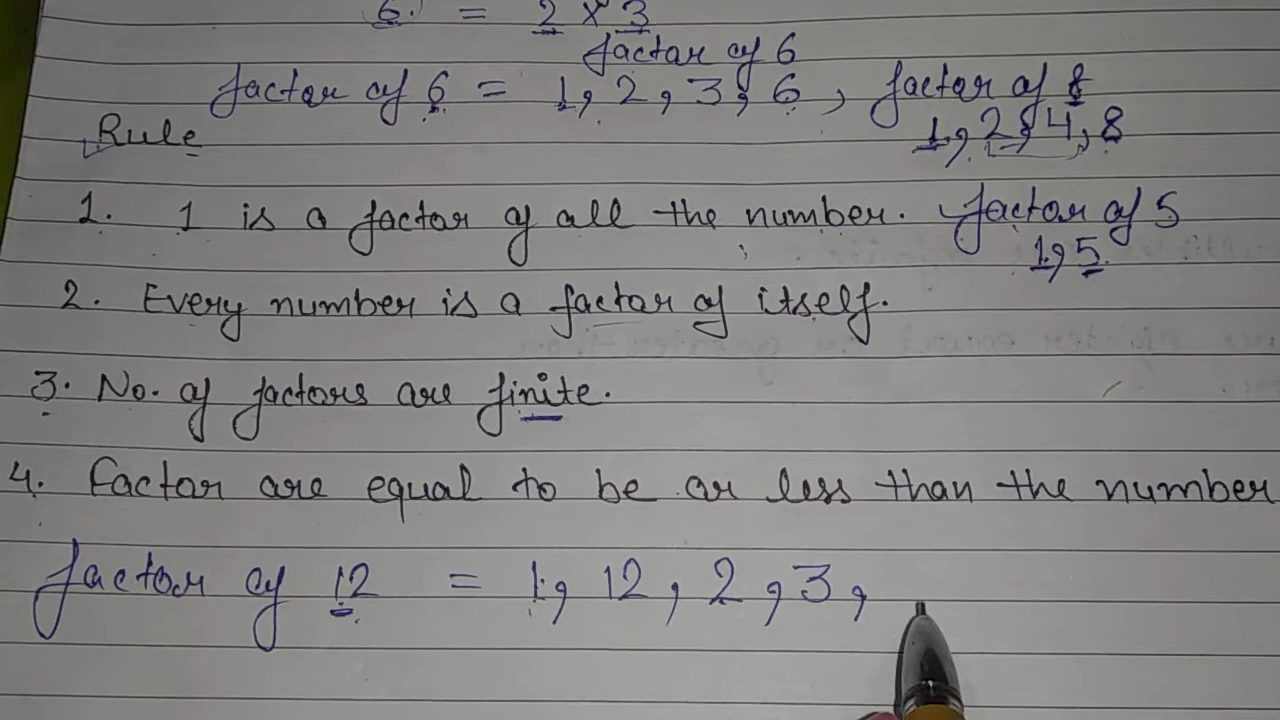 6. = 2 × 3
factor of 6
factor of 6 = 1, 2, 3, 6, factor of 8
1, 2, 4, 8
Rule
1. 1 is a factor of all the number. factor of 5
1, 5
2. Every number is a factor of itself.
3. No. of factors are finite.
4. Factor are equal to be or less than the number
factor of 12 = 1, 12, 2, 3,